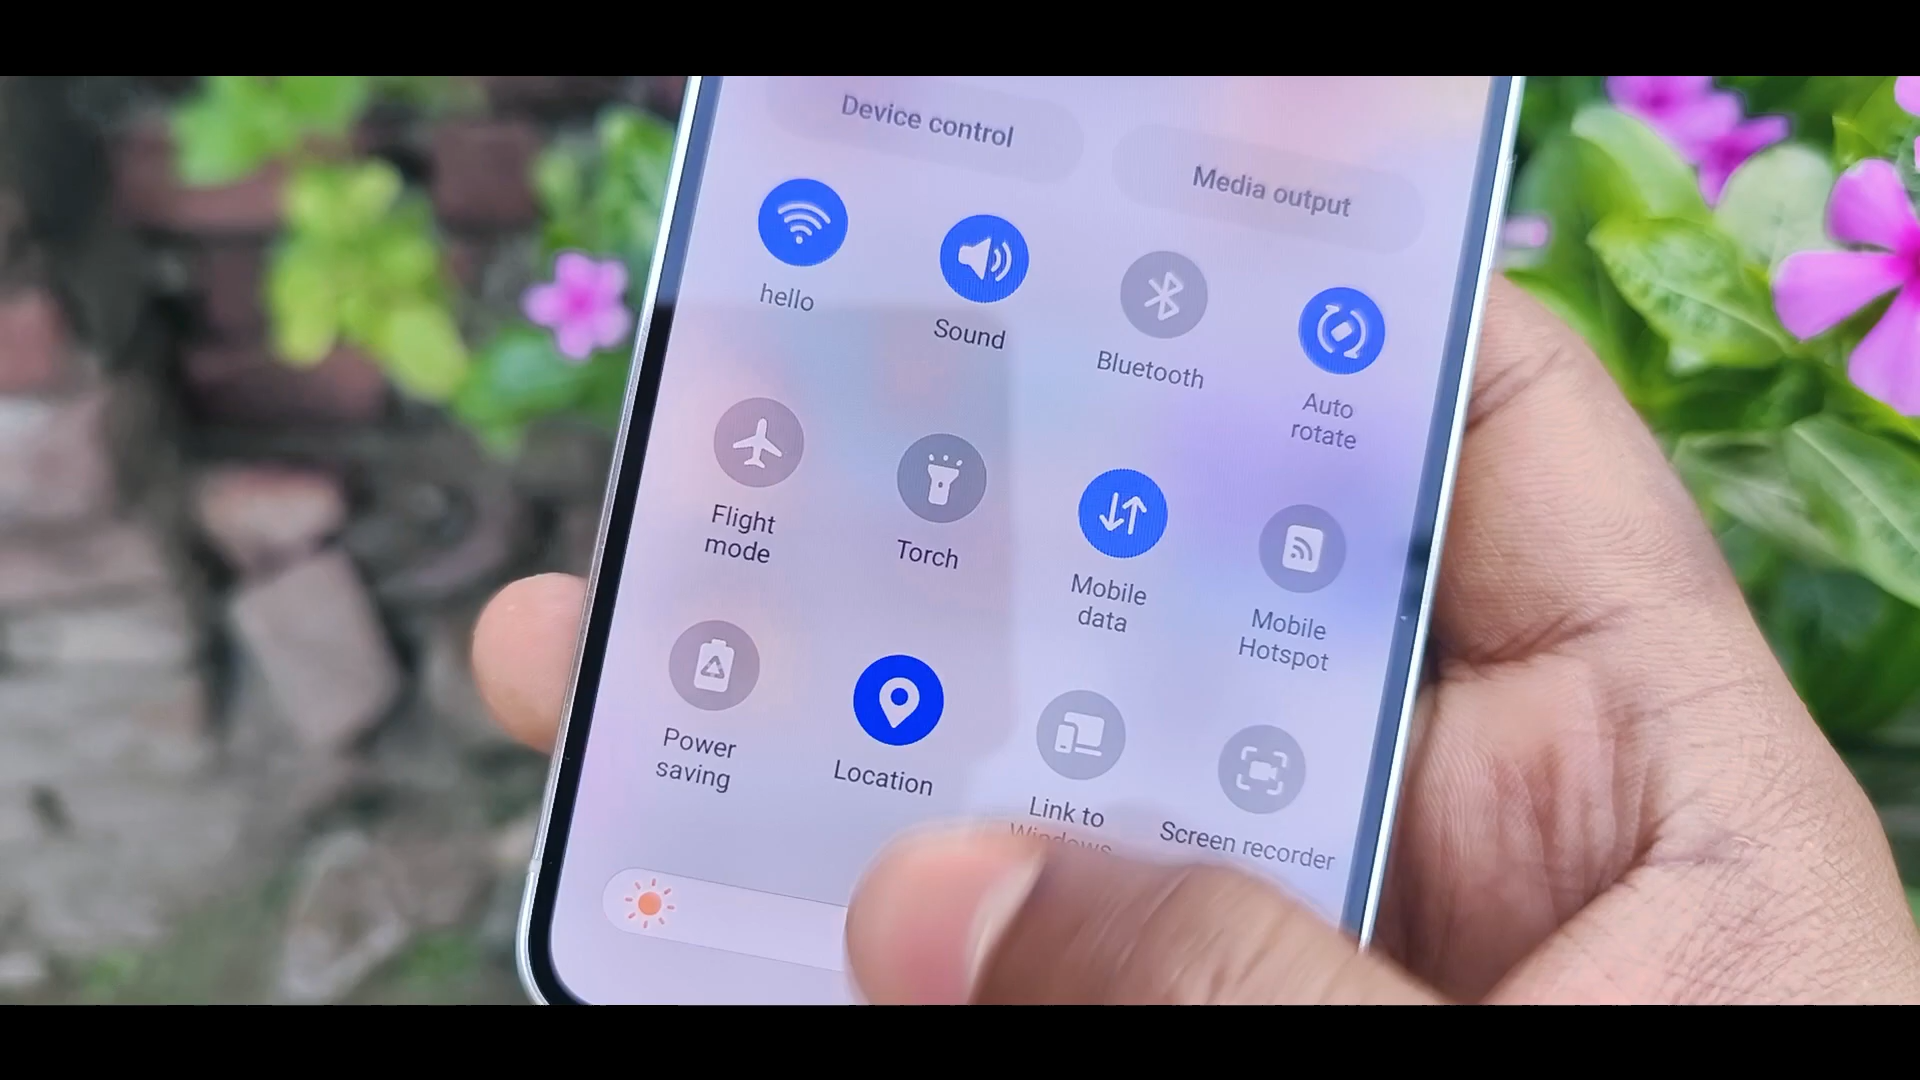 Device control
Media output
hello
Sound
Bluetooth
Auto
rotate
Flight
mode
Torch
Mobile
data
Mobile
Hotspot
Power
saving
Location
Link to
Windows
Screen recorder